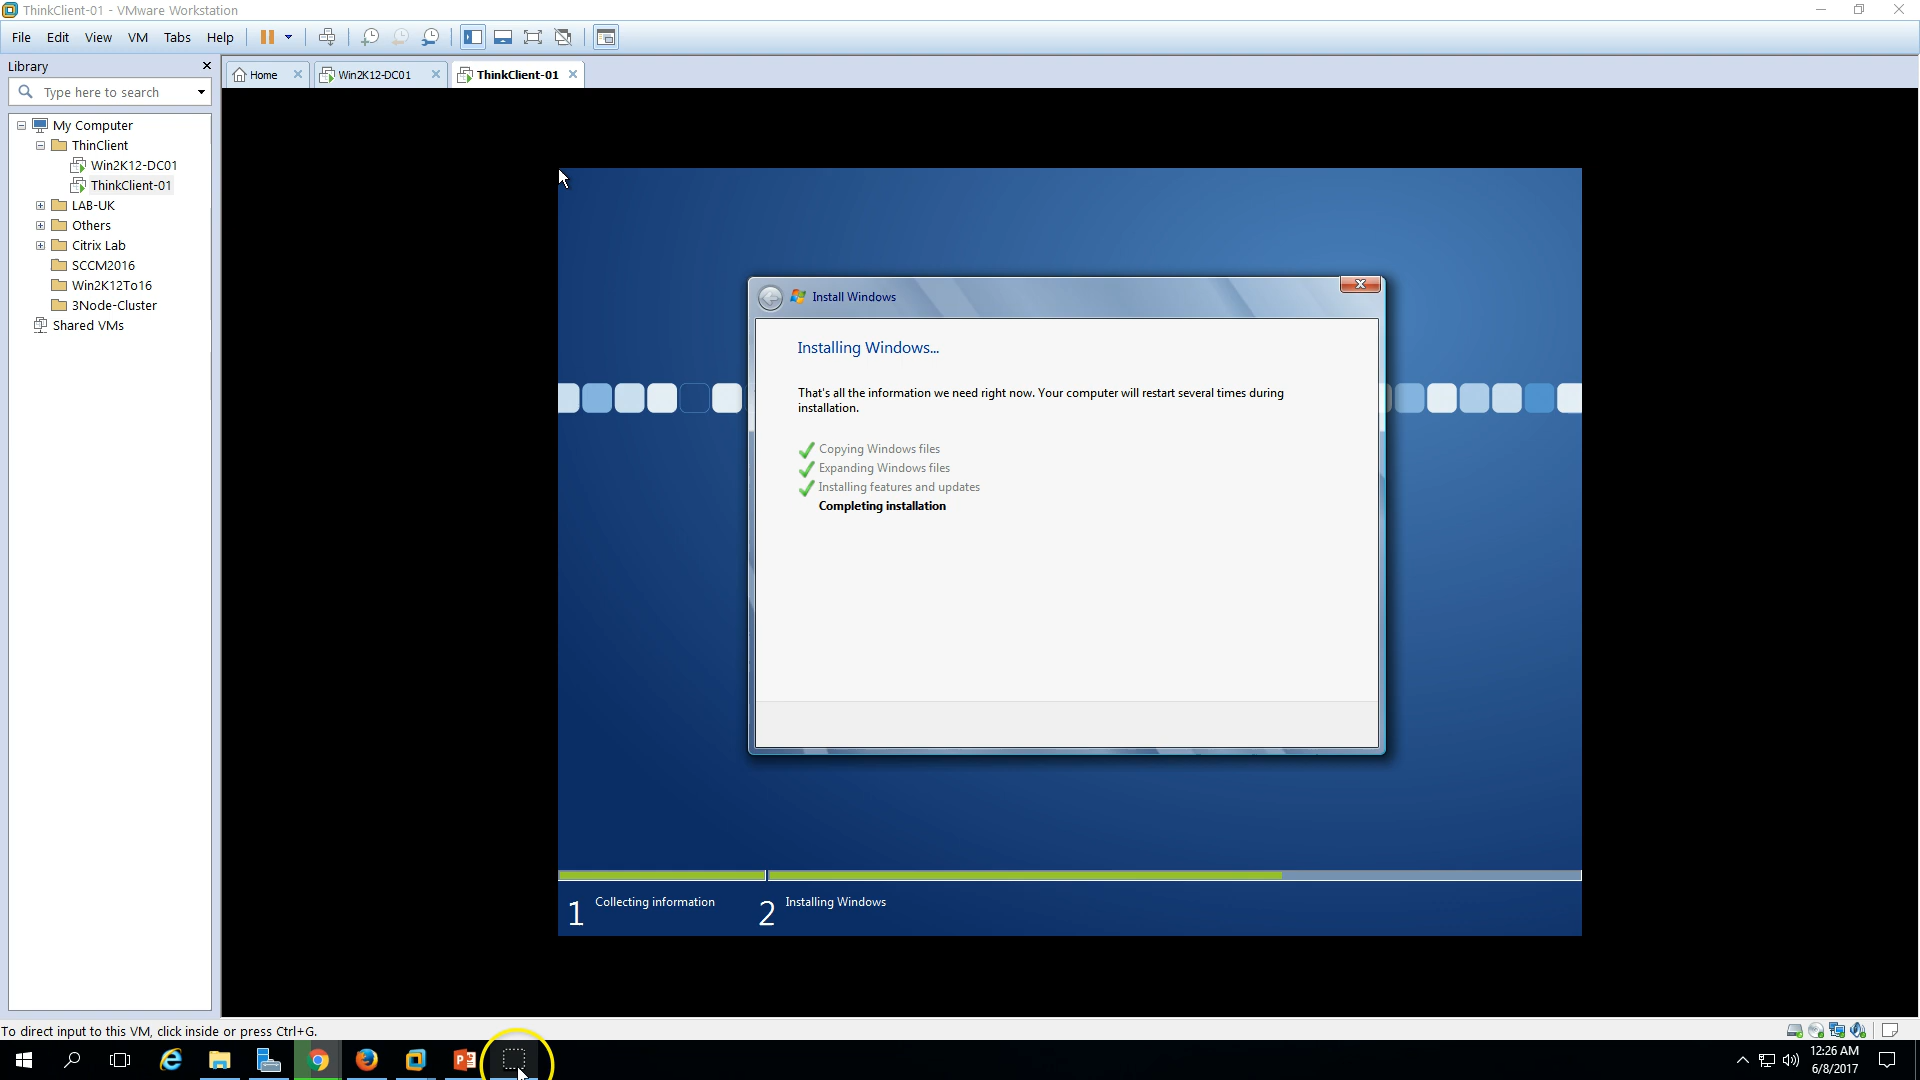 ThinkClient-01 - VMware Workstation
File Edit View VM Tabs Help
Library
Home Win2K12-DC01 ThinkClient-01
Type here to search
My Computer
ThinClient
Win2K12-DC01
ThinkClient-01
LAB-UK
Others
Citrix Lab
SCCM2016
Win2K12To16
3Node-Cluster
Shared VMs
Install Windows
Installing Windows...
That's all the information we need right now. Your computer will restart several times during
installation.
Copying Windows files
Expanding Windows files
Installing features and updates
Completing installation
1 Collecting information 2 Installing Windows
To direct input to this VM, click inside or press Ctrl+G.
12:26 AM
6/8/2017